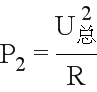 P₂ = U总² / R